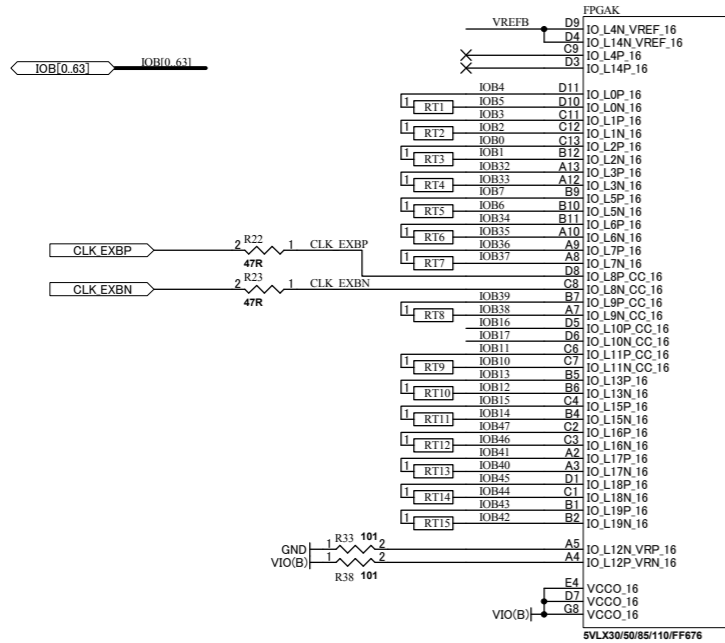 FPGAK
VREFB D9 IO_L4N_VREF_16
D4 IO_L14N_VREF_16
C9 IO_L4P_16
D3 IO_L14P_16
IOB[0..63] IOB[0..63]
IOB4 D11 IO_L0P_16
1 RT1 IOB5 D10 IO_L0N_16
IOB3 C11 IO_L1P_16
1 RT2 IOB2 C12 IO_L1N_16
IOB0 C13 IO_L2P_16
1 RT3 IOB1 B12 IO_L2N_16
IOB32 A13 IO_L3P_16
1 RT4 IOB33 A12 IO_L3N_16
IOB7 B9 IO_L5P_16
1 RT5 IOB6 B10 IO_L5N_16
IOB34 B11 IO_L6P_16
1 RT6 IOB35 A10 IO_L6N_16
IOB36 A9 IO_L7P_16
1 RT7 IOB37 A8 IO_L7N_16
CLK_EXBP 2 R22 1 CLK_EXBP D8 IO_L8P_CC_16
47R
CLK_EXBN 2 R23 1 CLK_EXBN C8 IO_L8N_CC_16
47R
IOB39 B7 IO_L9P_CC_16
1 RT8 IOB38 A7 IO_L9N_CC_16
IOB16 D5 IO_L10P_CC_16
IOB17 D6 IO_L10N_CC_16
IOB11 C6 IO_L11P_CC_16
1 RT9 IOB10 C7 IO_L11N_CC_16
IOB13 B5 IO_L13P_16
1 RT10 IOB12 B6 IO_L13N_16
IOB15 C4 IO_L15P_16
1 RT11 IOB14 B4 IO_L15N_16
IOB47 C2 IO_L16P_16
1 RT12 IOB46 C3 IO_L16N_16
IOB41 A2 IO_L17P_16
1 RT13 IOB40 A3 IO_L17N_16
IOB45 D1 IO_L18P_16
1 RT14 IOB44 C1 IO_L18N_16
IOB43 B1 IO_L19P_16
1 RT15 IOB42 B2 IO_L19N_16
GND 1 R33 101 2 A5 IO_L12N_VRP_16
VIO(B) 1 2 A4 IO_L12P_VRN_16
R38 101
E4 VCCO_16
D7 VCCO_16
VIO(B) G8 VCCO_16
5VLX30/50/85/110/FF676